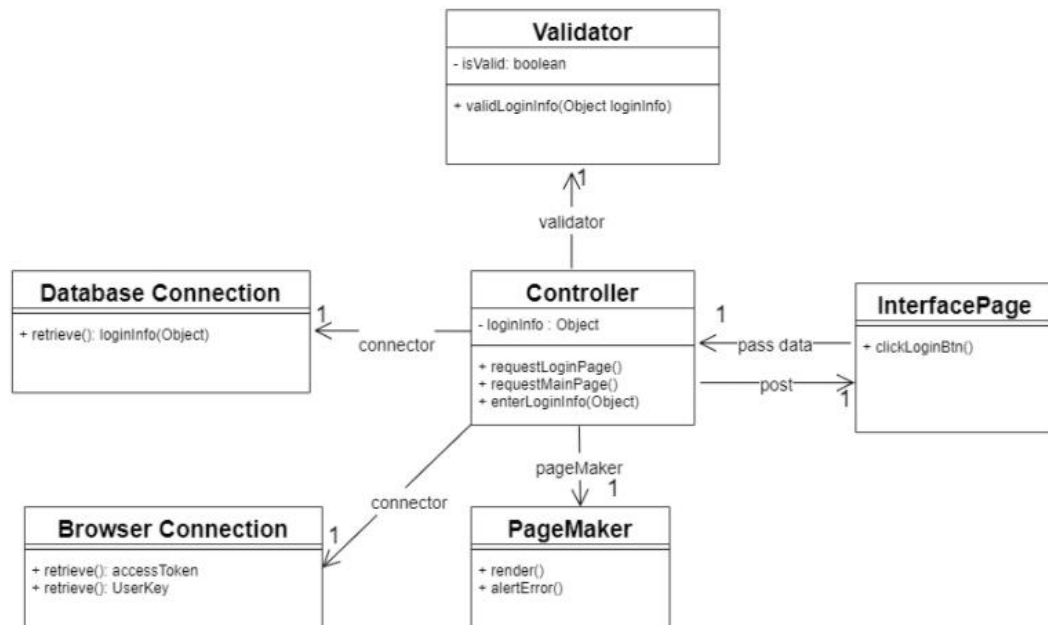 Validator
- isValid: boolean
+ validLoginInfo(Object loginInfo)
1
validator
Database Connection
+ retrieve(): loginInfo(Object)
1
connector
Controller
- loginInfo : Object
+ requestLoginPage()
+ requestMainPage()
+ enterLoginInfo(Object)
1
pass data
post
1
InterfacePage
+ clickLoginBtn()
pageMaker
1
connector
1
Browser Connection
+ retrieve(): accessToken
+ retrieve(): UserKey
PageMaker
+ render()
+ alertError()